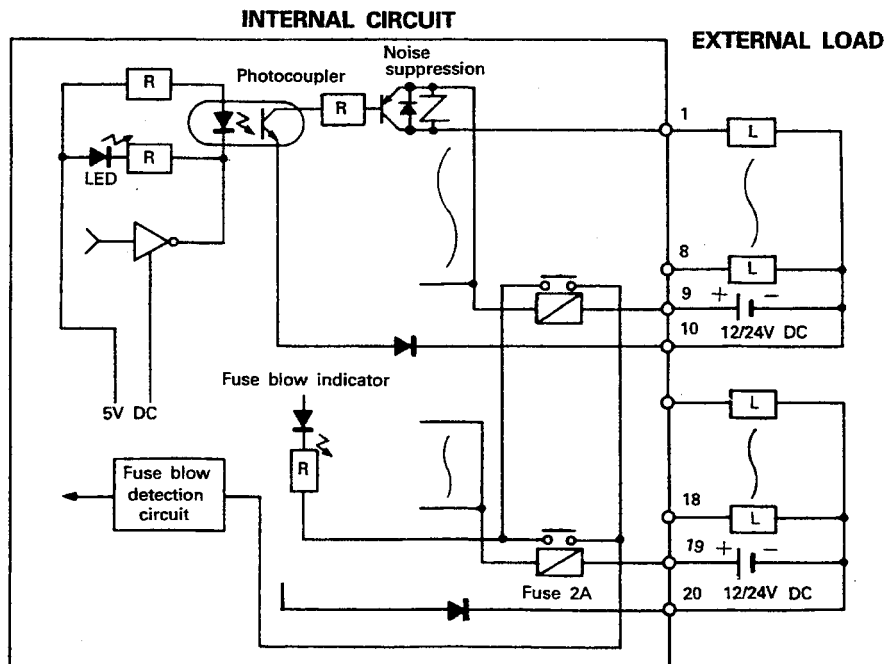 INTERNAL CIRCUIT
EXTERNAL LOAD
Noise
suppression
Photocoupler
R
R
1
L
R
LED
8
L
9
+
-
10
12/24V DC
Fuse blow indicator
5V DC
L
R
Fuse blow
detection
circuit
18
L
19
+
-
Fuse 2A
20
12/24V DC